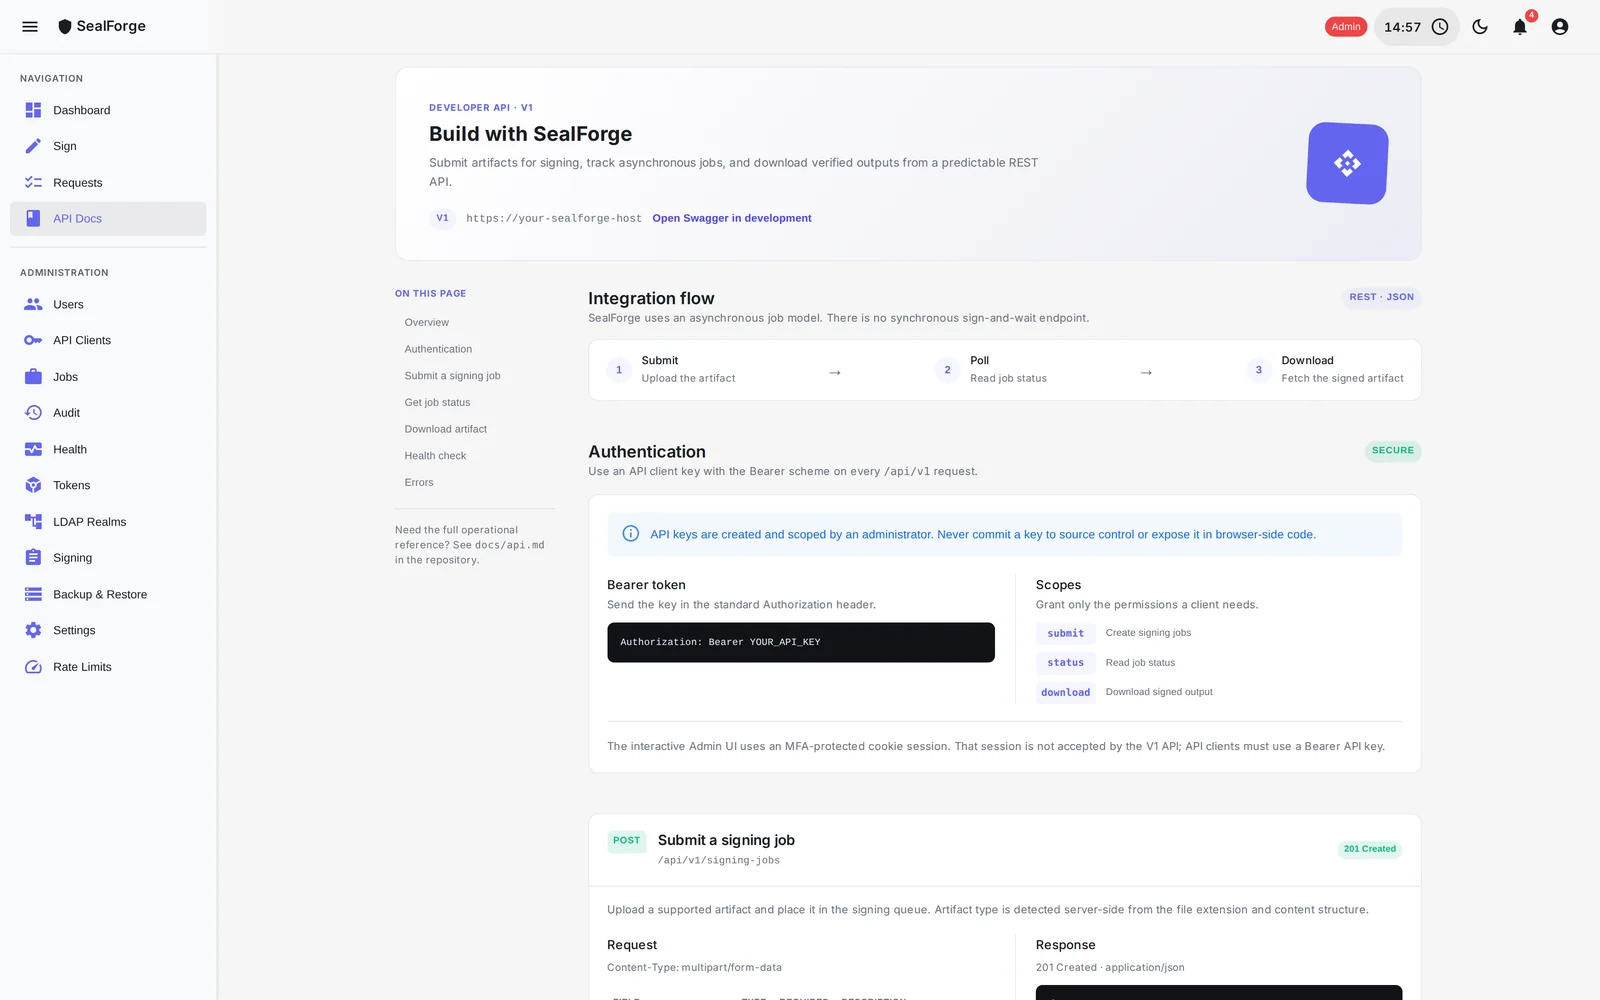 SealForge
Admin
14:57
4
NAVIGATION
Dashboard
Sign
Requests
API Docs
ADMINISTRATION
Users
API Clients
Jobs
Audit
Health
Tokens
LDAP Realms
Signing
Backup & Restore
Settings
Rate Limits
DEVELOPER API · V1
Build with SealForge
Submit artifacts for signing, track asynchronous jobs, and download verified outputs from a predictable REST
API.
V1 https://your-sealforge-host Open Swagger in development
ON THIS PAGE
Overview
Authentication
Submit a signing job
Get job status
Download artifact
Health check
Errors
Need the full operational
reference? See docs/api.md
in the repository.
Integration flow
REST · JSON
SealForge uses an asynchronous job model. There is no synchronous sign-and-wait endpoint.
1
Submit
Upload the artifact
→
2
Poll
Read job status
→
3
Download
Fetch the signed artifact
Authentication
SECURE
Use an API client key with the Bearer scheme on every /api/v1 request.
API keys are created and scoped by an administrator. Never commit a key to source control or expose it in browser-side code.
Bearer token
Send the key in the standard Authorization header.
Authorization: Bearer YOUR_API_KEY
Scopes
Grant only the permissions a client needs.
submit Create signing jobs
status Read job status
download Download signed output
The interactive Admin UI uses an MFA-protected cookie session. That session is not accepted by the V1 API; API clients must use a Bearer API key.
POST
Submit a signing job
/api/v1/signing-jobs
201 Created
Upload a supported artifact and place it in the signing queue. Artifact type is detected server-side from the file extension and content structure.
Request
Content-Type: multipart/form-data
FIELD TYPE REQUIRED DESCRIPTION
Response
201 Created · application/json